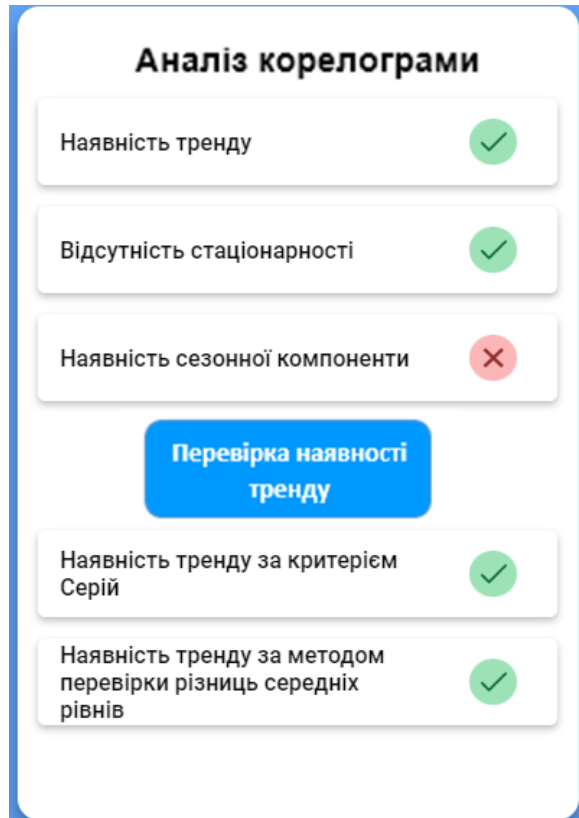 Аналіз корелограми
Наявність тренду
Відсутність стаціонарності
Наявність сезонної компоненти
Перевірка наявності
тренду
Наявність тренду за критерієм
Серій
Наявність тренду за методом
перевірки різниць середніх
рівнів